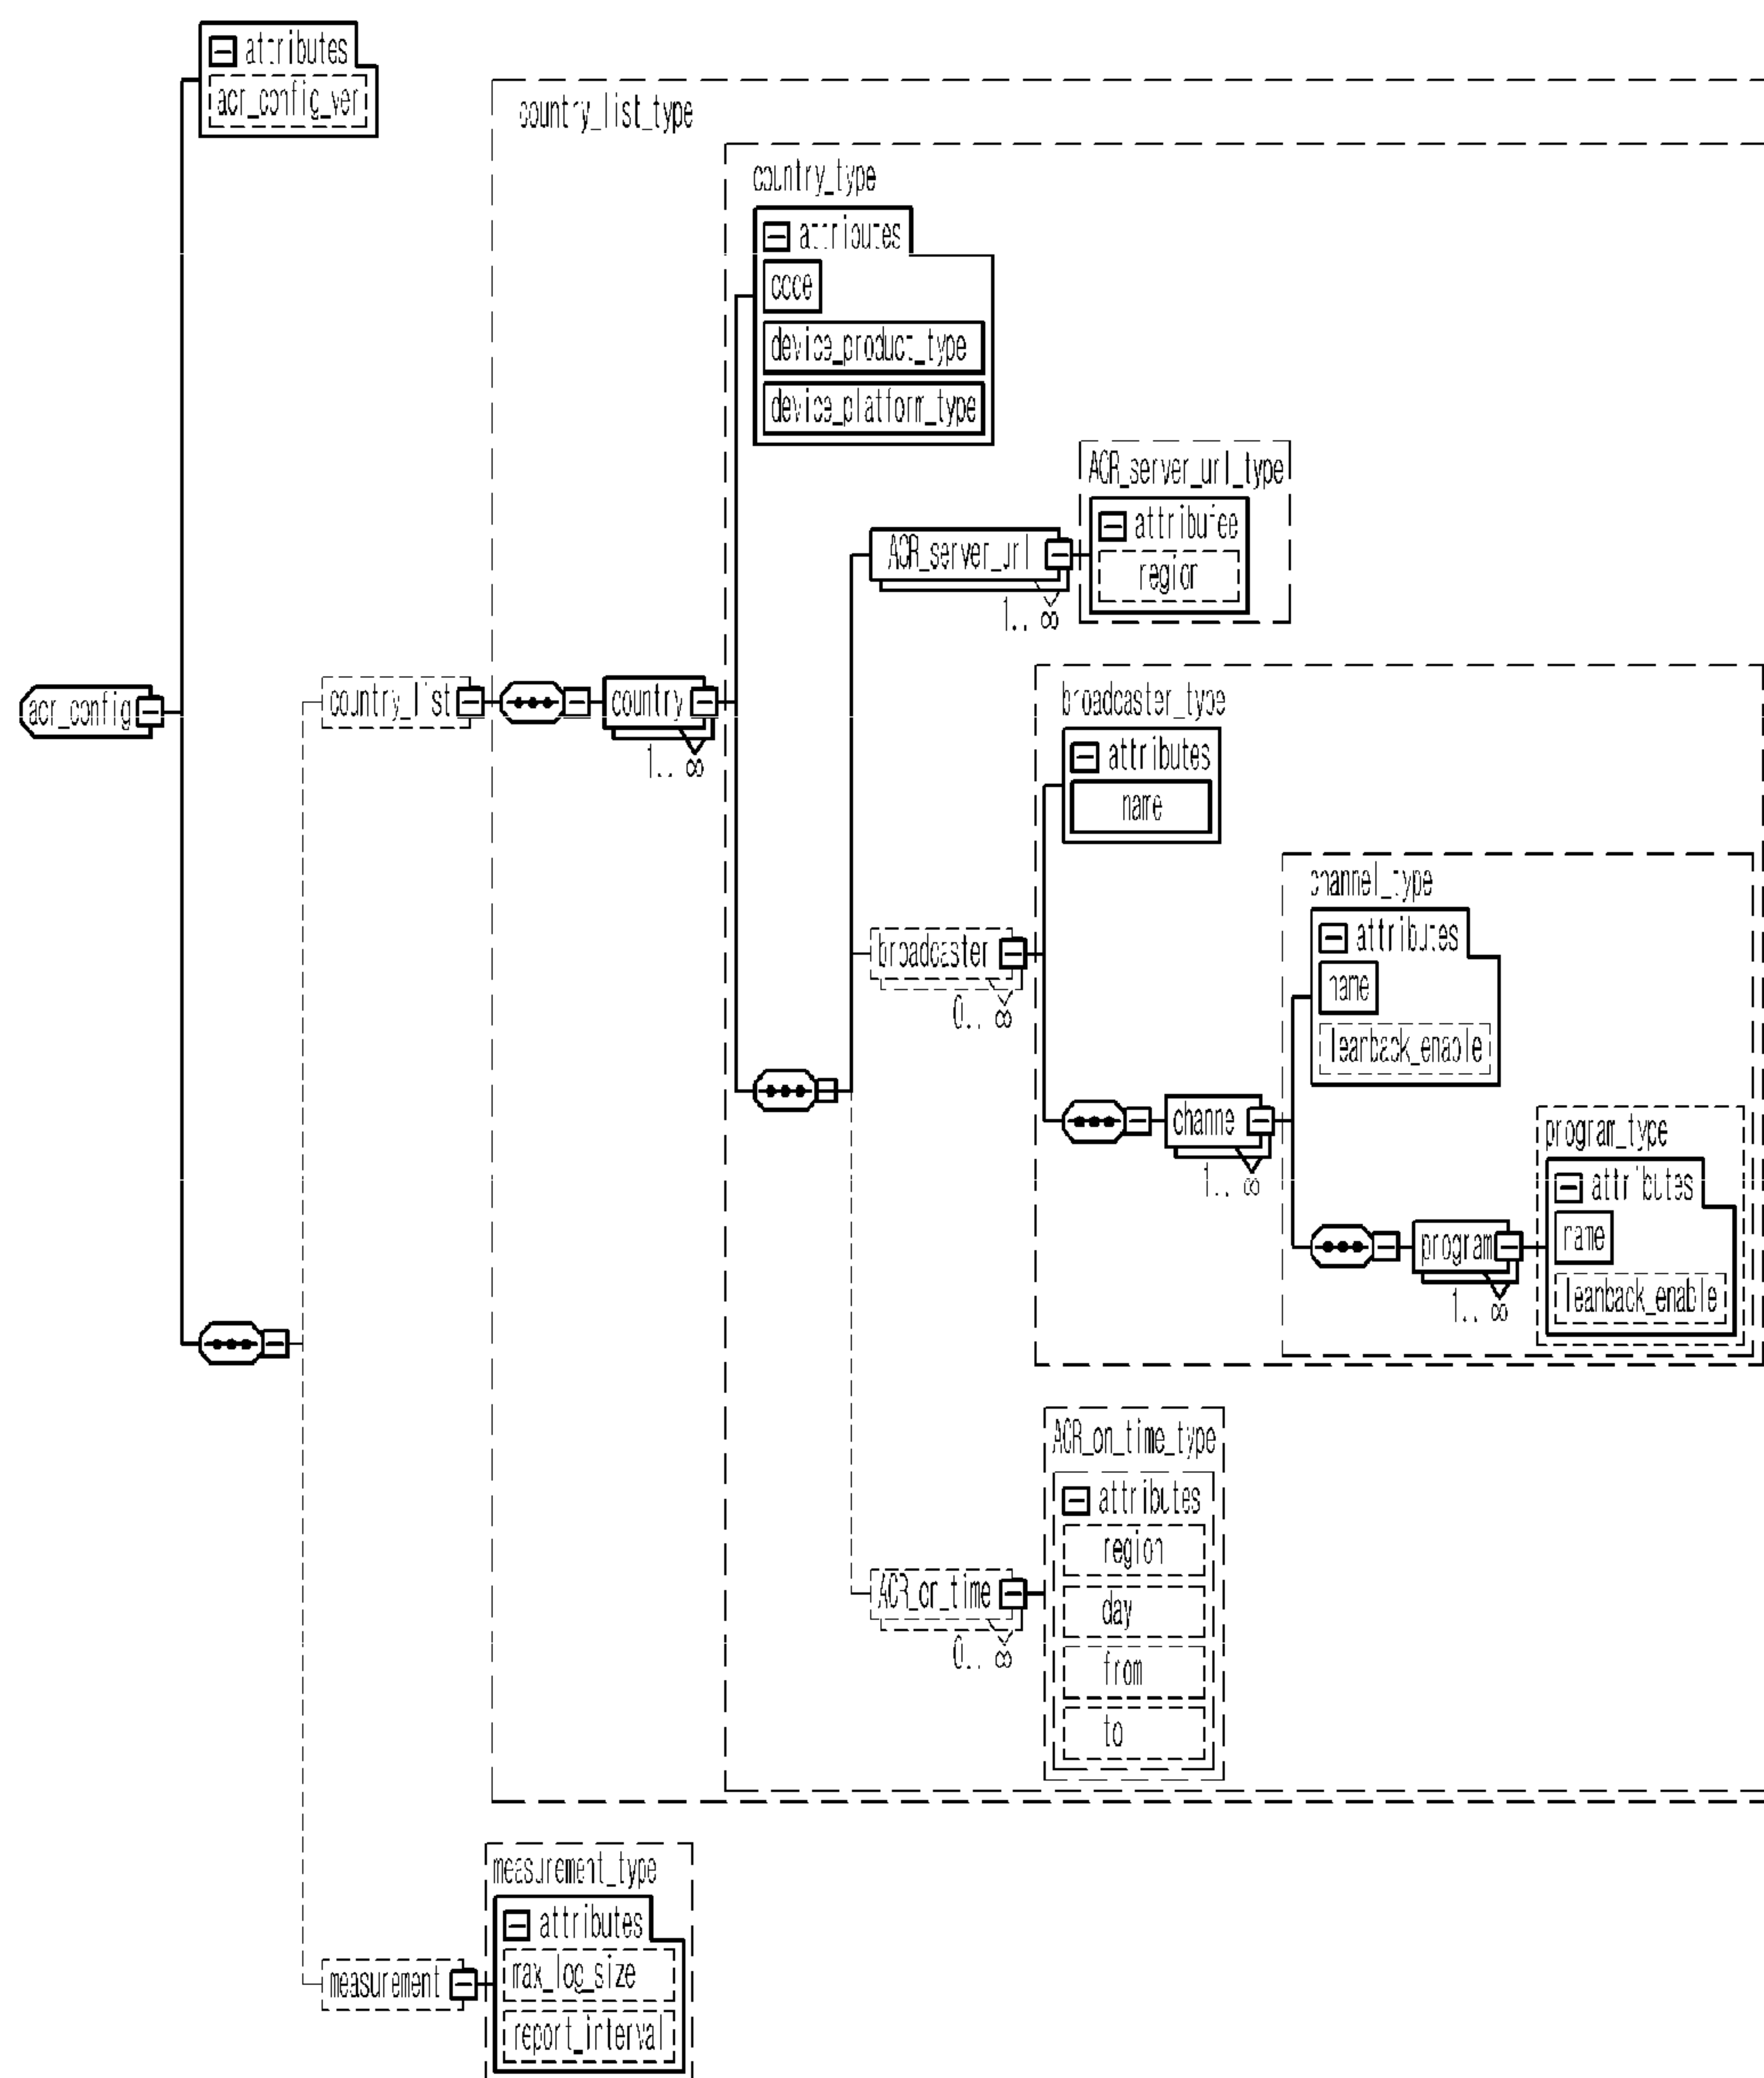 attributes
acr_config_ver
country_list_type
country_type
attributes
code
device_product_type
device_platform_type
ACR_server_url_type
attributes
region
ACR_server_url
1.. ∞
acr_config
country_list
country
1.. ∞
broadcaster_type
attributes
name
channel_type
attributes
name
leanback_enable
broadcaster
0.. ∞
channe
1.. ∞
program_type
attributes
name
leanback_enable
program
1.. ∞
ACR_on_time_type
attributes
region
day
from
to
ACR_on_time
0.. ∞
measurement_type
attributes
max_log_size
report_interval
measurement